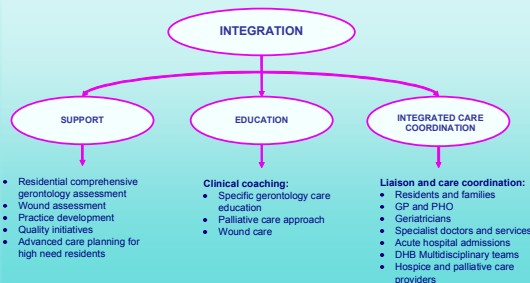 INTEGRATION
SUPPORT
EDUCATION
INTEGRATED CARE
COORDINATION
• Residential comprehensive
gerontology assessment
• Wound assessment
• Practice development
• Quality initiatives
• Advanced care planning for
high need residents
Clinical coaching:
• Specific gerontology care
education
• Palliative care approach
• Wound care
Liaison and care coordination:
• Residents and families
• GP and PHO
• Geriatricians
• Specialist doctors and services
• Acute hospital admissions
• DHB Multidisciplinary teams
• Hospice and palliative care
providers